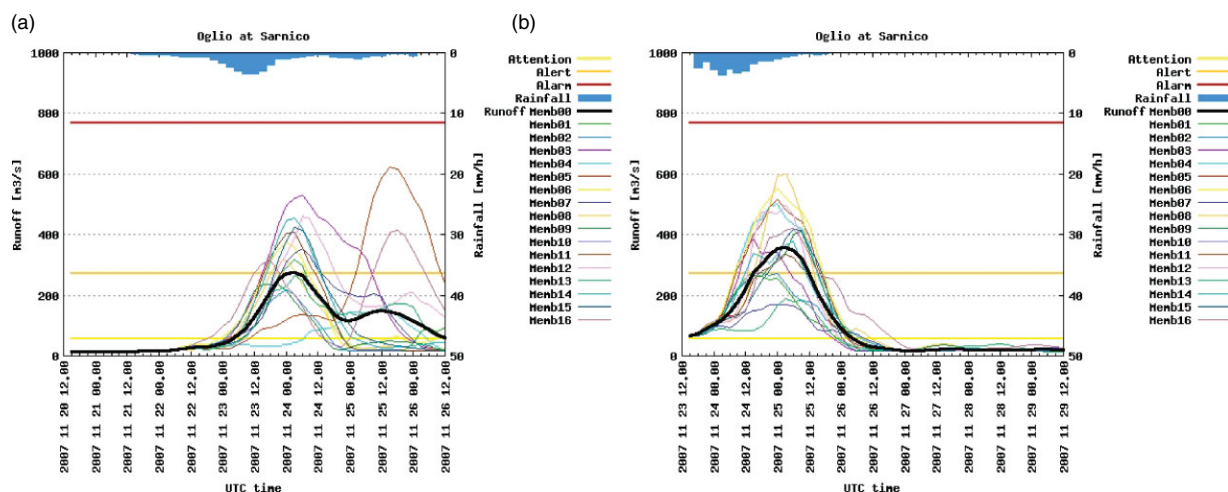 (a)
Oglio at Sarnico
1000
800
600
400
200
0
Runoff [m3/s]
0
10
20
30
40
50
Rainfall [mm/h]
Attention
Alert
Alarm
Rainfall
Runoff Memb00
Memb01
Memb02
Memb03
Memb04
Memb05
Memb06
Memb07
Memb08
Memb09
Memb10
Memb11
Memb12
Memb13
Memb14
Memb15
Memb16
2007 11 20 12.00
2007 11 21 00.00
2007 11 21 12.00
2007 11 22 00.00
2007 11 22 12.00
2007 11 23 00.00
2007 11 23 12.00
2007 11 24 00.00
2007 11 24 12.00
2007 11 25 00.00
2007 11 25 12.00
2007 11 26 00.00
2007 11 26 12.00
UTC time
(b)
Oglio at Sarnico
1000
800
600
400
200
0
Runoff [m3/s]
0
10
20
30
40
50
Rainfall [mm/h]
Attention
Alert
Alarm
Rainfall
Runoff Memb00
Memb01
Memb02
Memb03
Memb04
Memb05
Memb06
Memb07
Memb08
Memb09
Memb10
Memb11
Memb12
Memb13
Memb14
Memb15
Memb16
2007 11 23 12.00
2007 11 24 00.00
2007 11 24 12.00
2007 11 25 00.00
2007 11 25 12.00
2007 11 26 00.00
2007 11 26 12.00
2007 11 27 00.00
2007 11 27 12.00
2007 11 28 00.00
2007 11 28 12.00
2007 11 29 00.00
2007 11 29 12.00
UTC time